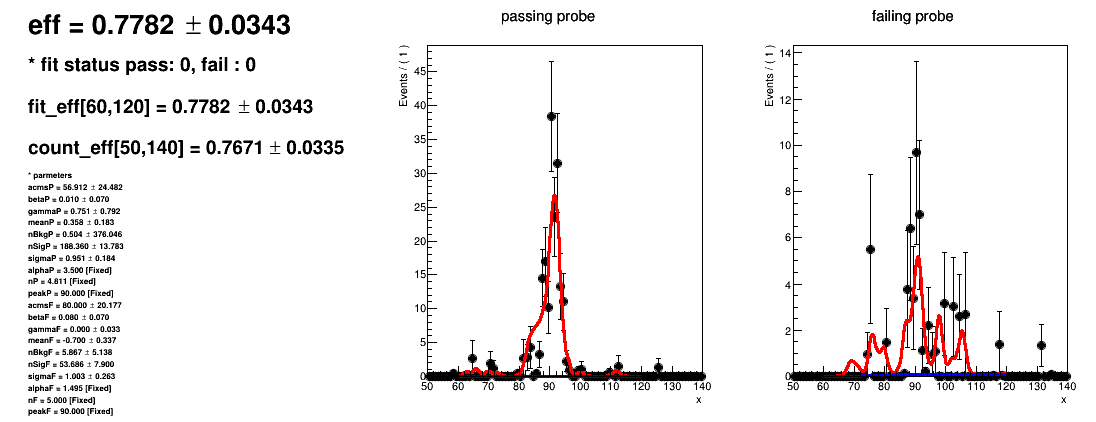 eff = 0.7782 ± 0.0343
* fit status pass: 0, fail : 0
fit_eff[60,120] = 0.7782 ± 0.0343
count_eff[50,140] = 0.7671 ± 0.0335
* parmeters
acmsP = 56.912 ± 24.482
betaP = 0.010 ± 0.070
gammaP = 0.751 ± 0.792
meanP = 0.358 ± 0.183
nBkgP = 0.504 ± 376.046
nSigP = 188.360 ± 13.783
sigmaP = 0.951 ± 0.184
alphaP = 3.500 [Fixed]
nP = 4.811 [Fixed]
peakP = 90.000 [Fixed]
acmsF = 80.000 ± 20.177
betaF = 0.080 ± 0.070
gammaF = 0.000 ± 0.033
meanF = -0.700 ± 0.337
nBkgF = 5.867 ± 5.138
nSigF = 53.686 ± 7.900
sigmaF = 1.003 ± 0.263
alphaF = 1.495 [Fixed]
nF = 5.000 [Fixed]
peakF = 90.000 [Fixed]
passing probe
Events / ( 1 )
45
40
35
30
25
20
15
10
5
0
50 60 70 80 90 100 110 120 130 140
x
failing probe
Events / ( 1 )
14
12
10
8
6
4
2
0
50 60 70 80 90 100 110 120 130 140
x